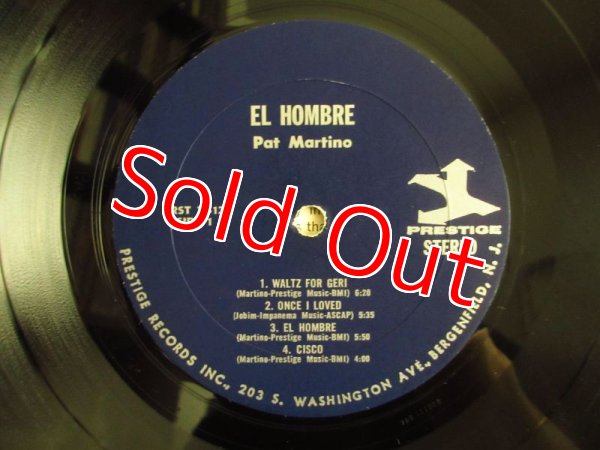 EL HOMBRE
Pat Martino
Sold Out
PRESTIGE
STEREO
1. WALTZ FOR GERI
(Martino-Prestige Music-BMI) 6:20
2. ONCE I LOVED
(Jobim-Impanema Music-ASCAP) 5:35
3. EL HOMBRE
(Martino-Prestige Music-BMI) 5:50
4. CISCO
(Martino-Prestige Music-BMI) 4:00
PRESTIGE RECORDS INC., 203 S. WASHINGTON AVE., BERGENFIELD, N. J.